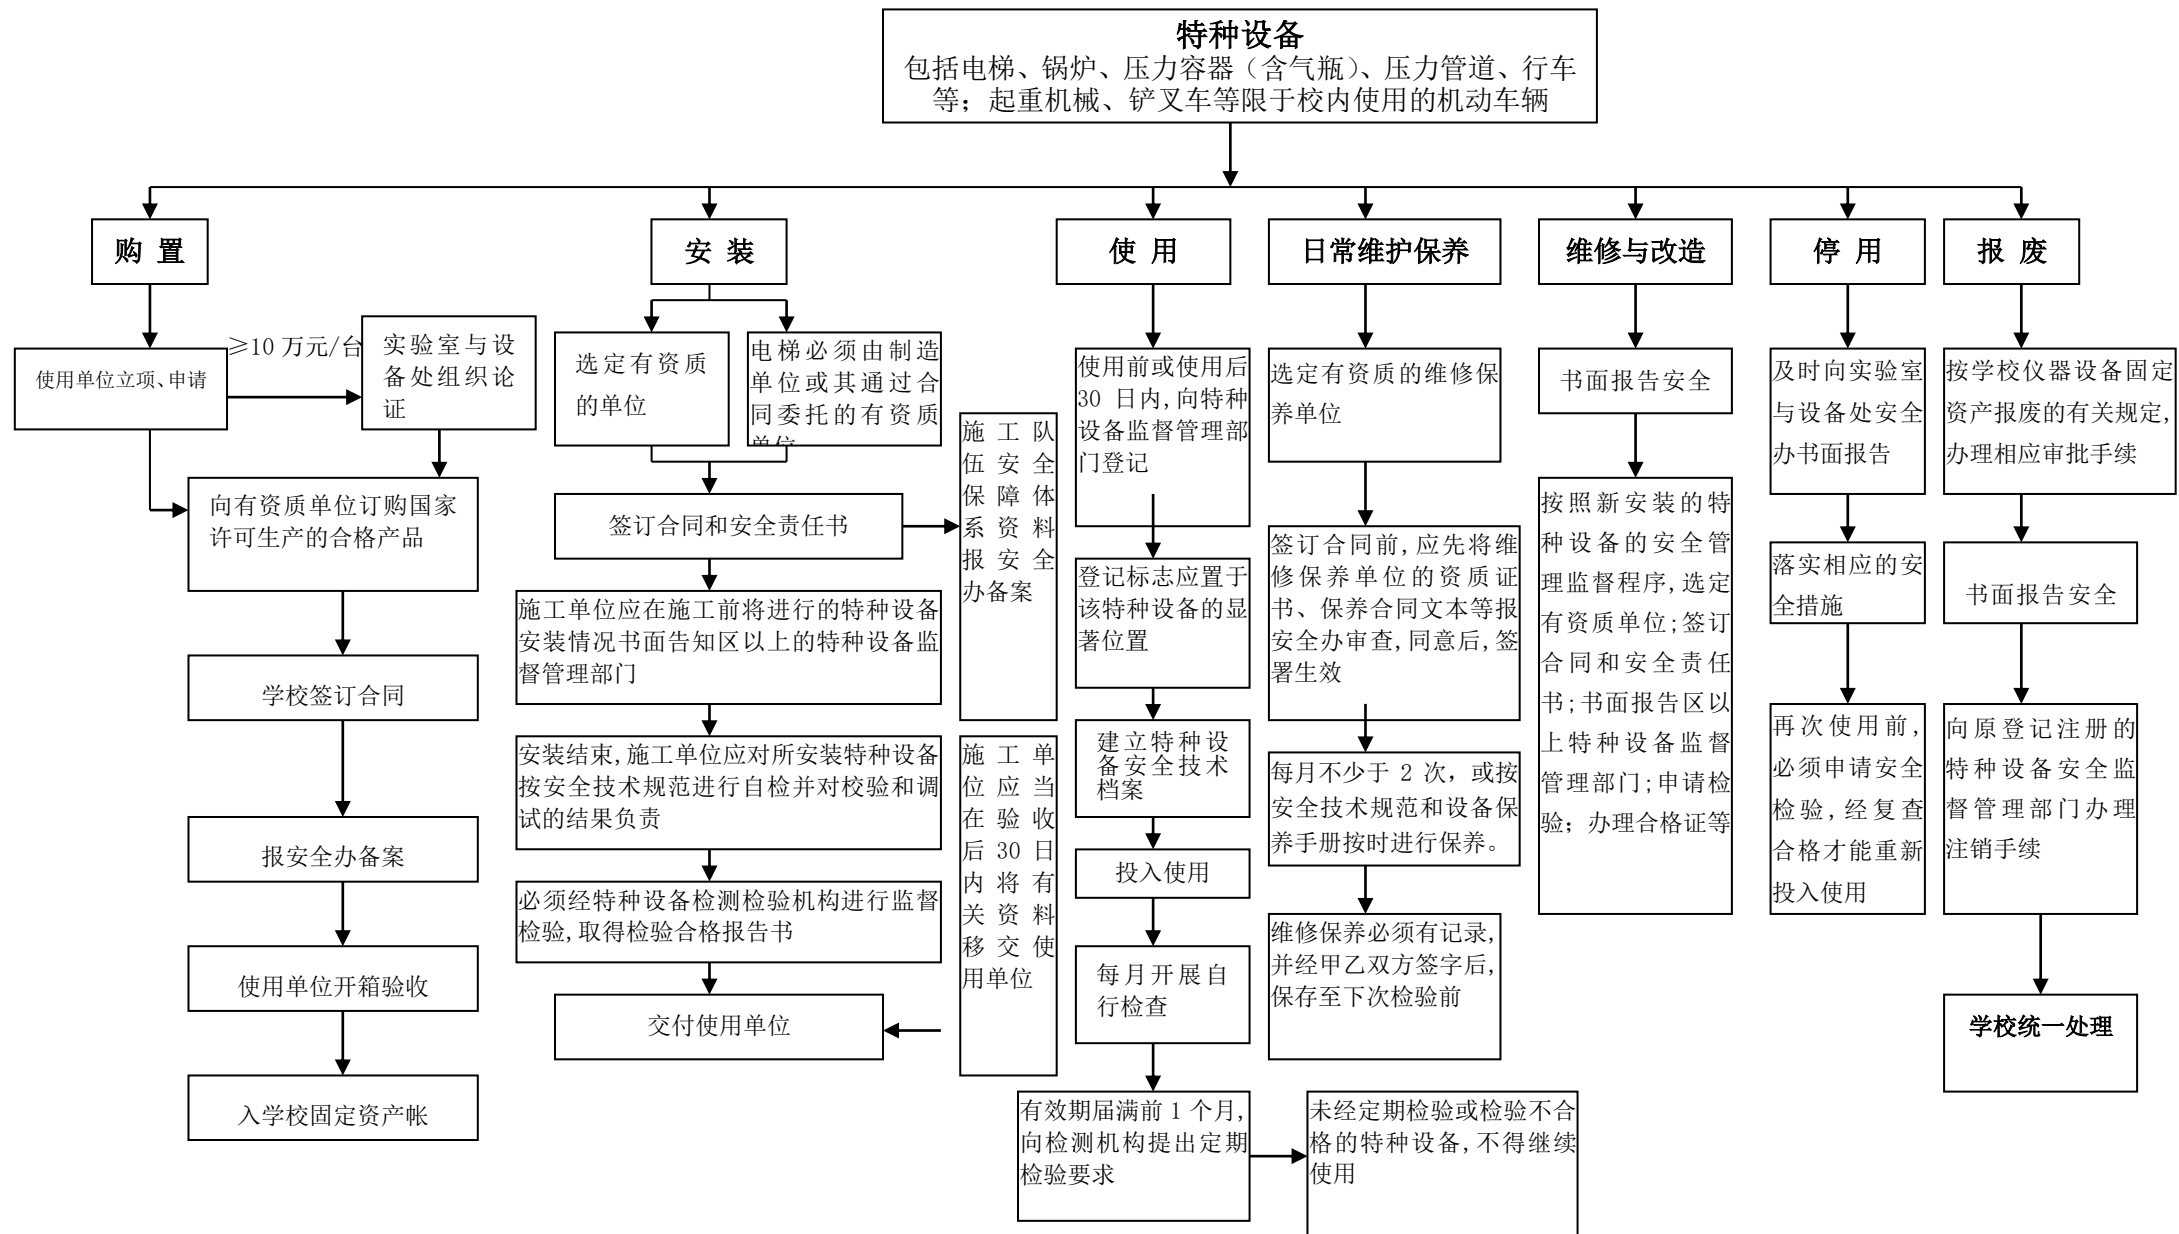 特种设备
包括电梯、锅炉、压力容器（含气瓶）、压力管道、行车
等；起重机械、铲叉车等限于校内使用的机动车辆
购 置
≥10 万元/台
使用单位立项、申请
实验室与设
备处组织论
证
向有资质单位订购国家
许可生产的合格产品
学校签订合同
报安全办备案
使用单位开箱验收
入学校固定资产帐
安 装
选定有资质
的单位
电梯必须由制造
单位或其通过合
同委托的有资质
单位
签订合同和安全责任书
施工队
伍安全
保障体
系资料
报安全
办备案
施工单位应在施工前将进行的特种设备
安装情况书面告知区以上的特种设备监
督管理部门
安装结束,施工单位应对所安装特种设备
按安全技术规范进行自检并对校验和调
试的结果负责
必须经特种设备检测检验机构进行监督
检验,取得检验合格报告书
交付使用单位
施工单
位应当
在验收
后 30 日
内将有
关资料
移交使
用单位
使 用
使用前或使用后
30 日内,向特种
设备监督管理部
门登记
登记标志应置于
该特种设备的显
著位置
建立特种设
备安全技术
档案
投入使用
每月开展自
行检查
有效期届满前 1 个月,
向检测机构提出定期
检验要求
未经定期检验或检验不合
格的特种设备,不得继续
使用
日常维护保养
选定有资质的维修保
养单位
签订合同前,应先将维
修保养单位的资质证
书、保养合同文本等报
安全办审查,同意后,签
署生效
每月不少于 2 次，或按
安全技术规范和设备保
养手册按时进行保养。
维修保养必须有记录,
并经甲乙双方签字后,
保存至下次检验前
维修与改造
书面报告安全
按照新安装的特
种设备的安全管
理监督程序,选定
有资质单位;签订
合同和安全责任
书;书面报告区以
上特种设备监督
管理部门;申请检
验；办理合格证等
停 用
及时向实验室
与设备处安全
办书面报告
落实相应的安
全措施
再次使用前,
必须申请安全
检验,经复查
合格才能重新
投入使用
报 废
按学校仪器设备固定
资产报废的有关规定,
办理相应审批手续
书面报告安全
向原登记注册的
特种设备安全监
督管理部门办理
注销手续
学校统一处理